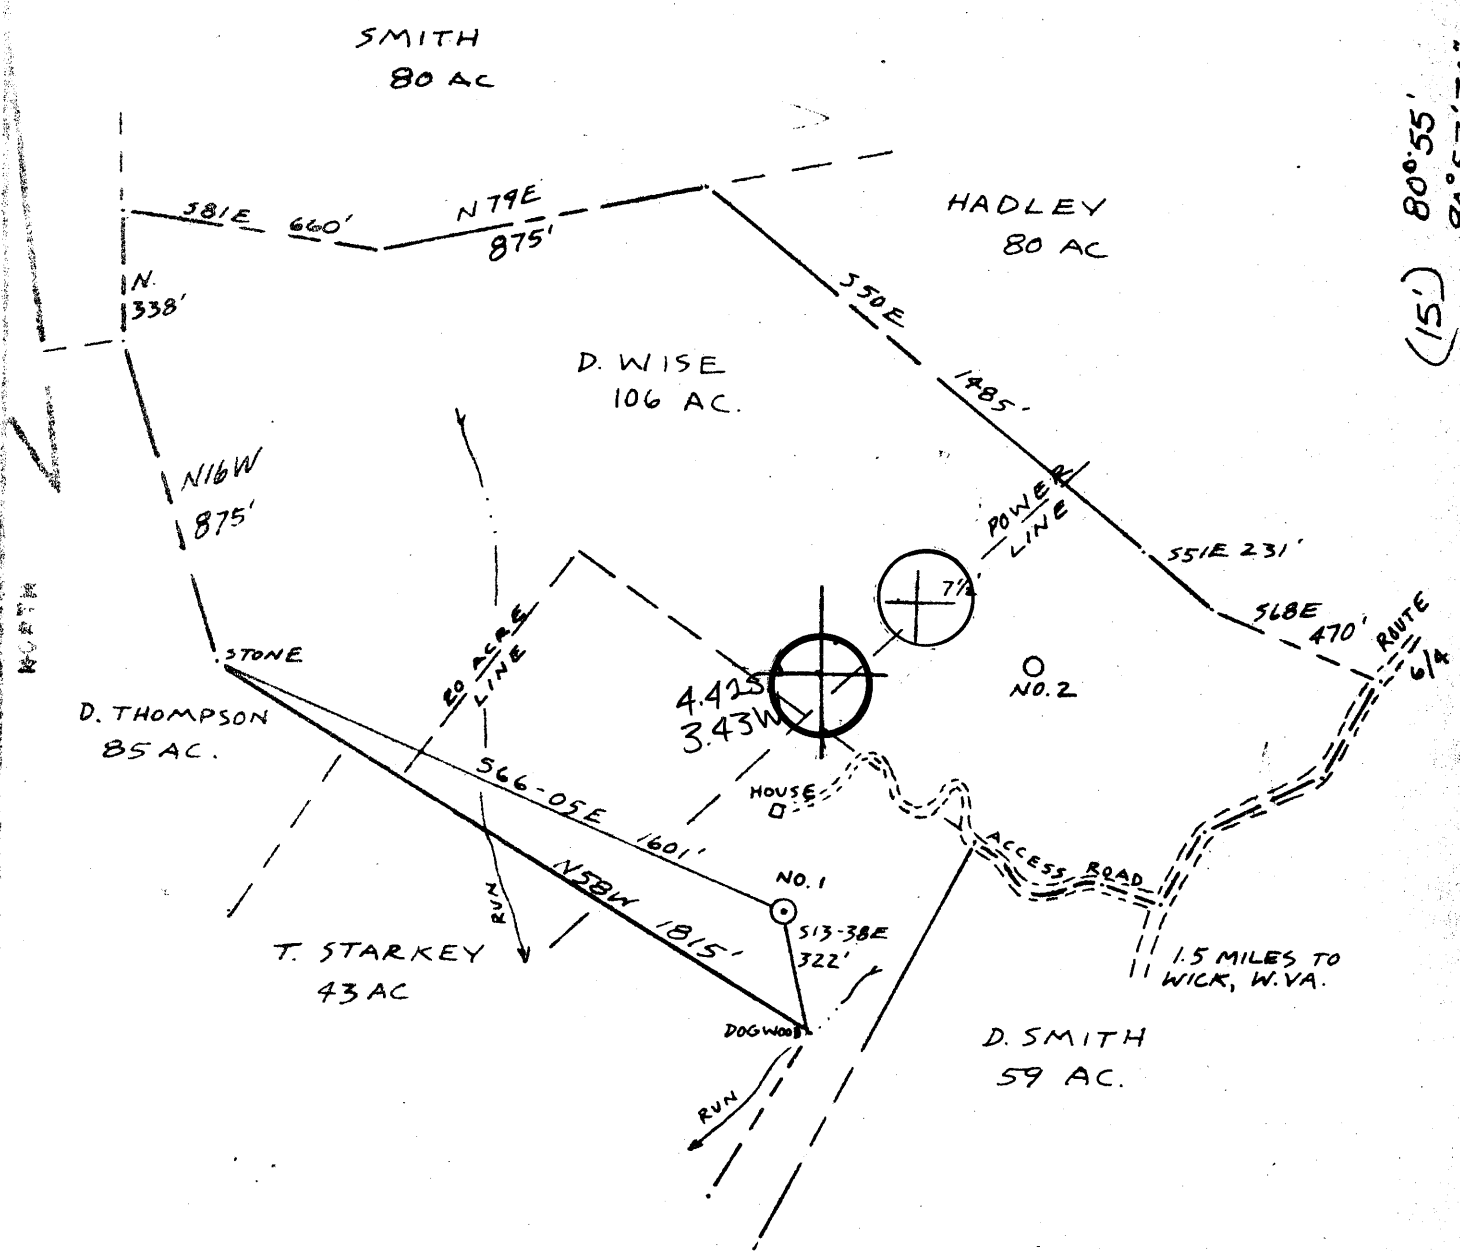 SMITH
80 AC
(15') 80°55'
S81E 660'
N79E
875'
HADLEY
80 AC
N.
338'
S50E
1485'
D. WISE
106 AC.
N16W
875'
POWER
LINE
7½'
S51E 231'
S68E
470'
ROUTE
6/4
NORTH
STONE
20 ACRE
LINE
4.42S
3.43W
NO. 2
D. THOMPSON
85 AC.
S66-05E 1601'
HOUSE
ACCESS ROAD
N58W 1815'
NO. 1
RUN
S13-38E
322'
T. STARKEY
43 AC
1.5 MILES TO
WICK, W.VA.
DOGWOOD
D. SMITH
59 AC.
RUN